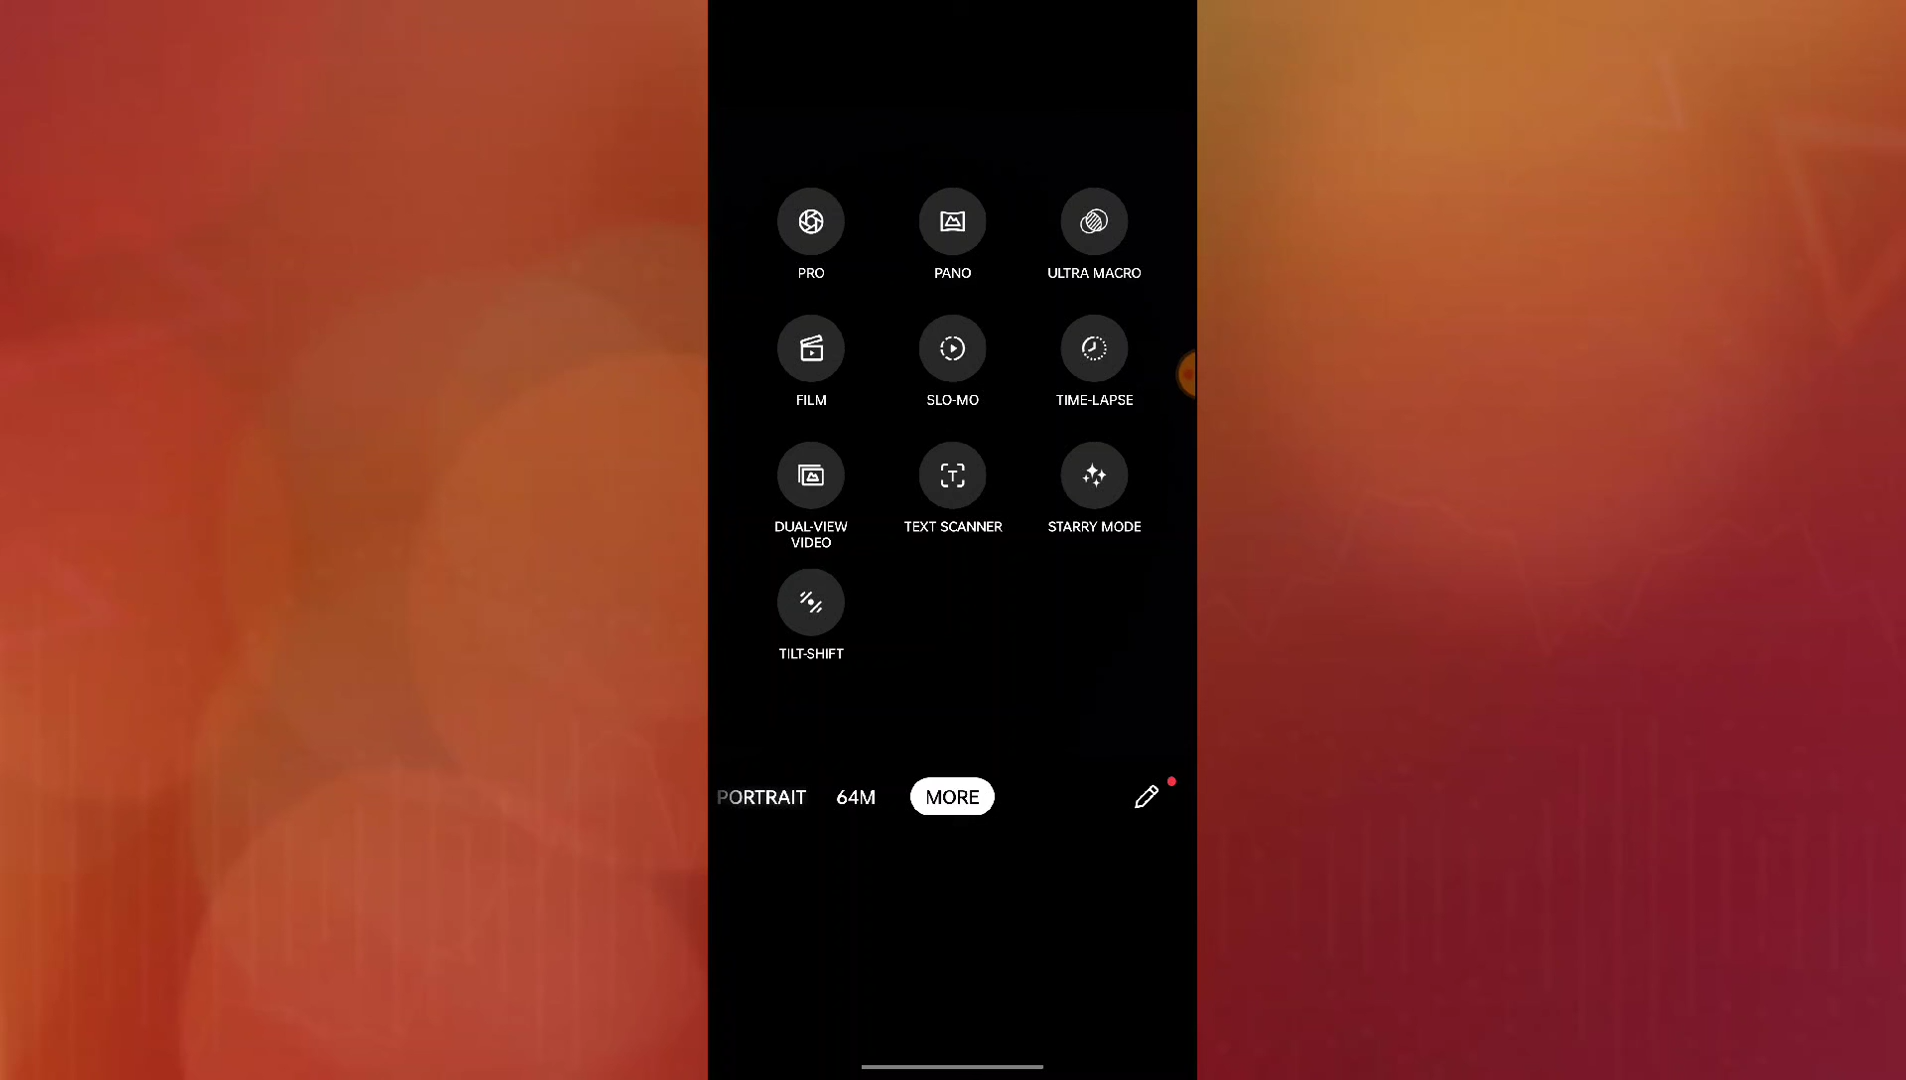 PRO
PANO
ULTRA MACRO
FILM
SLO-MO
TIME-LAPSE
DUAL-VIEW
VIDEO
TEXT SCANNER
STARRY MODE
TILT-SHIFT
PORTRAIT
64M
MORE